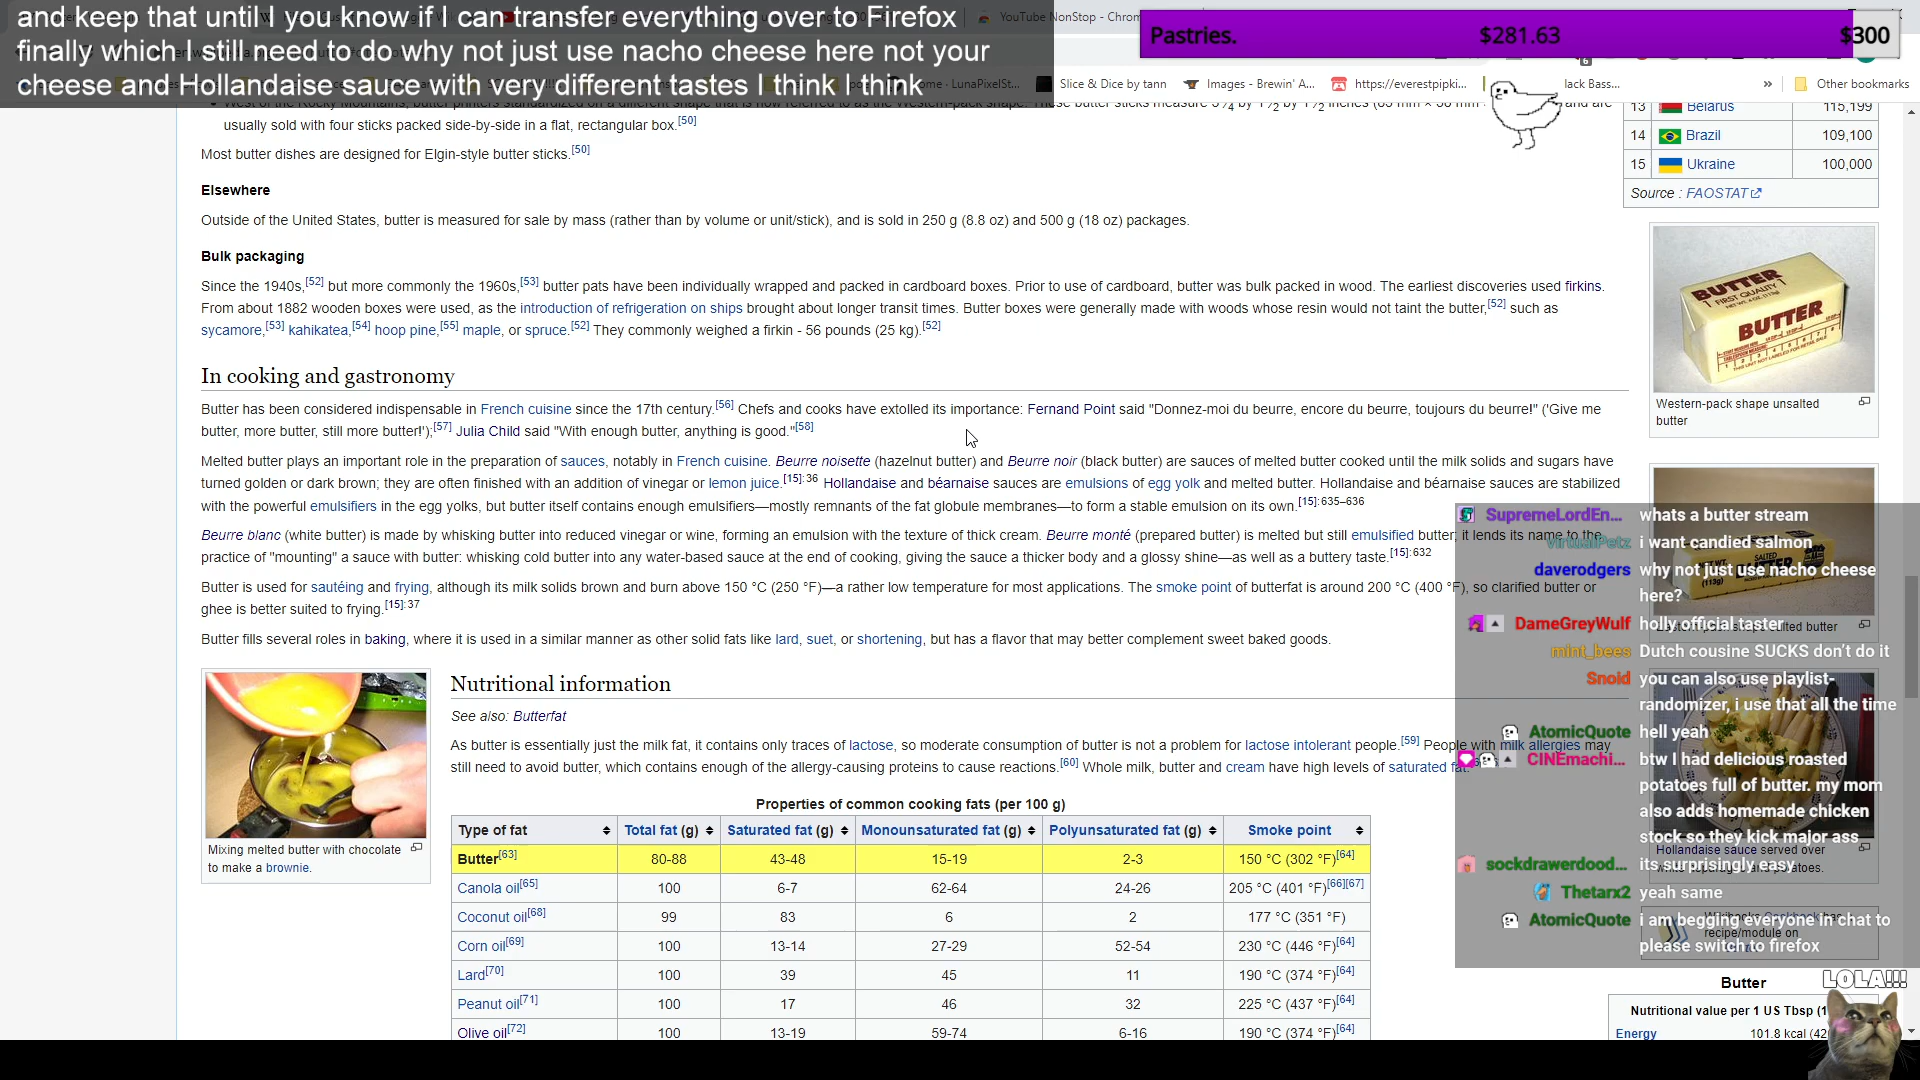 and keep that until I you know if i can transfer everything over to Firefox
finally which I still need to do why not just use nacho cheese here not your
cheese and Hollandaise sauce with very different tastes I think I think
YouTube NonStop - Chrom
Pastries. $281.63 $300
ome · LunaPixelSt... Slice & Dice by tann Images - Brewin' A... https://everestpipki... lack Bass... » Other bookmarks
usually sold with four sticks packed side-by-side in a flat, rectangular box.[50]
Most butter dishes are designed for Elgin-style butter sticks.[50]
Elsewhere
Outside of the United States, butter is measured for sale by mass (rather than by volume or unit/stick), and is sold in 250 g (8.8 oz) and 500 g (18 oz) packages.
Bulk packaging
Since the 1940s,[52] but more commonly the 1960s,[53] butter pats have been individually wrapped and packed in cardboard boxes. Prior to use of cardboard, butter was bulk packed in wood. The earliest discoveries used firkins.
From about 1882 wooden boxes were used, as the introduction of refrigeration on ships brought about longer transit times. Butter boxes were generally made with woods whose resin would not taint the butter,[52] such as
sycamore,[53] kahikatea,[54] hoop pine,[55] maple, or spruce.[52] They commonly weighed a firkin - 56 pounds (25 kg).[52]
In cooking and gastronomy
Butter has been considered indispensable in French cuisine since the 17th century.[56] Chefs and cooks have extolled its importance: Fernand Point said "Donnez-moi du beurre, encore du beurre, toujours du beurre!" ('Give me
butter, more butter, still more butter!');[57] Julia Child said "With enough butter, anything is good."[58]
Melted butter plays an important role in the preparation of sauces, notably in French cuisine. Beurre noisette (hazelnut butter) and Beurre noir (black butter) are sauces of melted butter cooked until the milk solids and sugars have
turned golden or dark brown; they are often finished with an addition of vinegar or lemon juice.[15]:36 Hollandaise and béarnaise sauces are emulsions of egg yolk and melted butter. Hollandaise and béarnaise sauces are stabilized
with the powerful emulsifiers in the egg yolks, but butter itself contains enough emulsifiers—mostly remnants of the fat globule membranes—to form a stable emulsion on its own.[15]:635–636
Beurre blanc (white butter) is made by whisking butter into reduced vinegar or wine, forming an emulsion with the texture of thick cream. Beurre monté (prepared butter) is melted but still emulsified butter; it lends its name to the
practice of "mounting" a sauce with butter: whisking cold butter into any water-based sauce at the end of cooking, giving the sauce a thicker body and a glossy shine—as well as a buttery taste.[15]:632
Butter is used for sautéing and frying, although its milk solids brown and burn above 150 °C (250 °F)—a rather low temperature for most applications. The smoke point of butterfat is around 200 °C (400 °F), so clarified butter or
ghee is better suited to frying.[15]:37
Butter fills several roles in baking, where it is used in a similar manner as other solid fats like lard, suet, or shortening, but has a flavor that may better complement sweet baked goods.
Mixing melted butter with chocolate
to make a brownie.
Nutritional information
See also: Butterfat
As butter is essentially just the milk fat, it contains only traces of lactose, so moderate consumption of butter is not a problem for lactose intolerant people.[59] People with milk allergies may
still need to avoid butter, which contains enough of the allergy-causing proteins to cause reactions.[60] Whole milk, butter and cream have high levels of saturated fat.
Properties of common cooking fats (per 100 g)
Type of fat Total fat (g) Saturated fat (g) Monounsaturated fat (g) Polyunsaturated fat (g) Smoke point
Butter[63] 80-88 43-48 15-19 2-3 150 °C (302 °F)[64]
Canola oil[65] 100 6-7 62-64 24-26 205 °C (401 °F)[66][67]
Coconut oil[68] 99 83 6 2 177 °C (351 °F)
Corn oil[69] 100 13-14 27-29 52-54 230 °C (446 °F)[64]
Lard[70] 100 39 45 11 190 °C (374 °F)[64]
Peanut oil[71] 100 17 46 32 225 °C (437 °F)[64]
Olive oil[72] 100 13-19 59-74 6-16 190 °C (374 °F)[64]
13 Belarus 115,199
14 Brazil 109,100
15 Ukraine 100,000
Source : FAOSTAT
BUTTER
FIRST QUALITY
BUTTER
Western-pack shape unsalted
butter
SALTED
(113g)
salted butter
Hollandaise sauce served over
recipe/module on
SupremeLordEn... whats a butter stream
VirtualPetz i want candied salmon
daverodgers why not just use nacho cheese
here?
DameGreyWulf holly official taster
mint_bees Dutch cousine SUCKS don't do it
Snoid you can also use playlist-
randomizer, i use that all the time
AtomicQuote hell yeah
CINEmachi... btw I had delicious roasted
potatoes full of butter. my mom
also adds homemade chicken
stock so they kick major ass
sockdrawerdood... its surprisingly easy
Thetarx2 yeah same
AtomicQuote i am begging everyone in chat to
please switch to firefox
LOLA!!!
Butter
Nutritional value per 1 US Tbsp
Energy 101.8 kcal